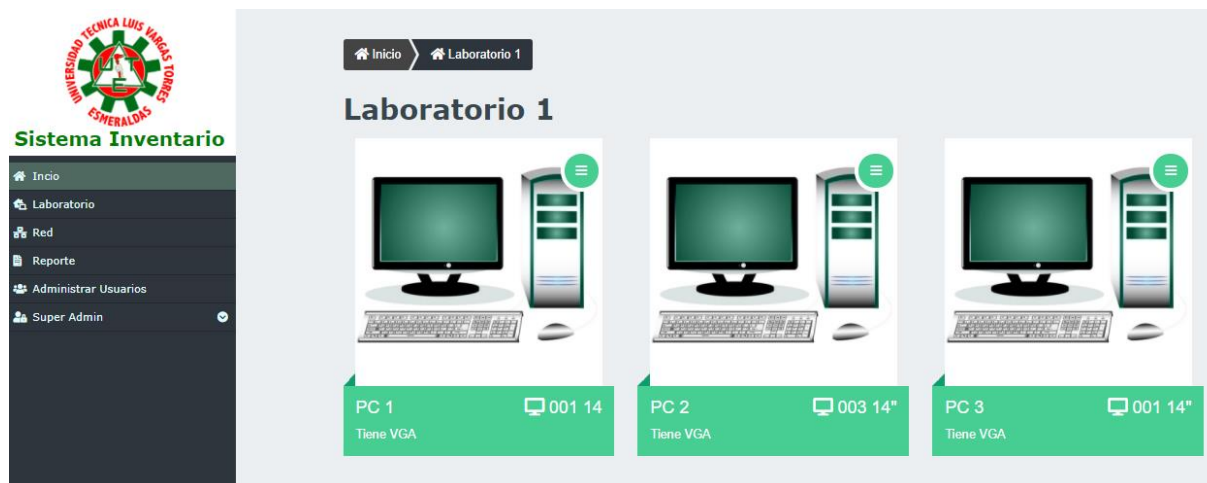 UNIVERSIDAD TECNICA LUIS VARGAS TORRES
UTE
ESMERALDAS
Sistema Inventario
Incio
Laboratorio
Red
Reporte
Administrar Usuarios
Super Admin
Inicio Laboratorio 1
Laboratorio 1
PC 1 001 14
Tiene VGA
PC 2 003 14"
Tiene VGA
PC 3 001 14"
Tiene VGA